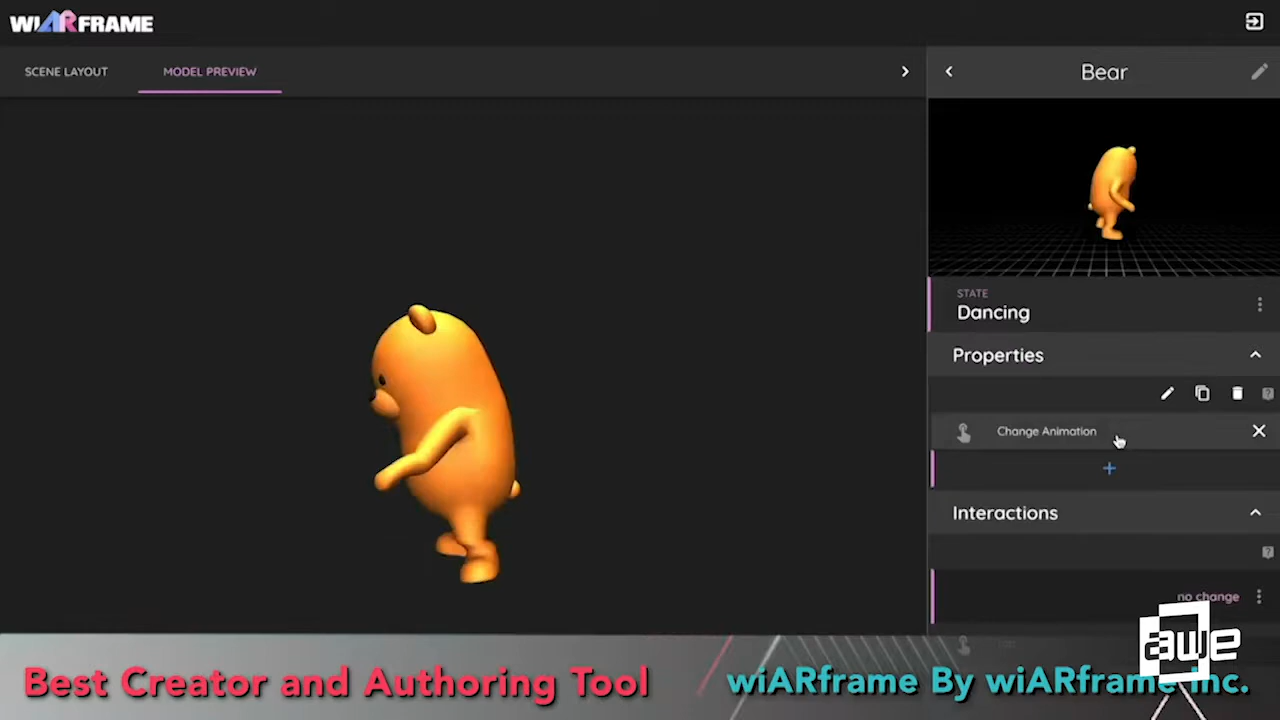 WIARFRAME
SCENE LAYOUT
MODEL PREVIEW
Bear
STATE
Dancing
Properties
Change Animation
Interactions
no change
awe
Best Creator and Authoring Tool
wiARframe By wiARframe Inc.